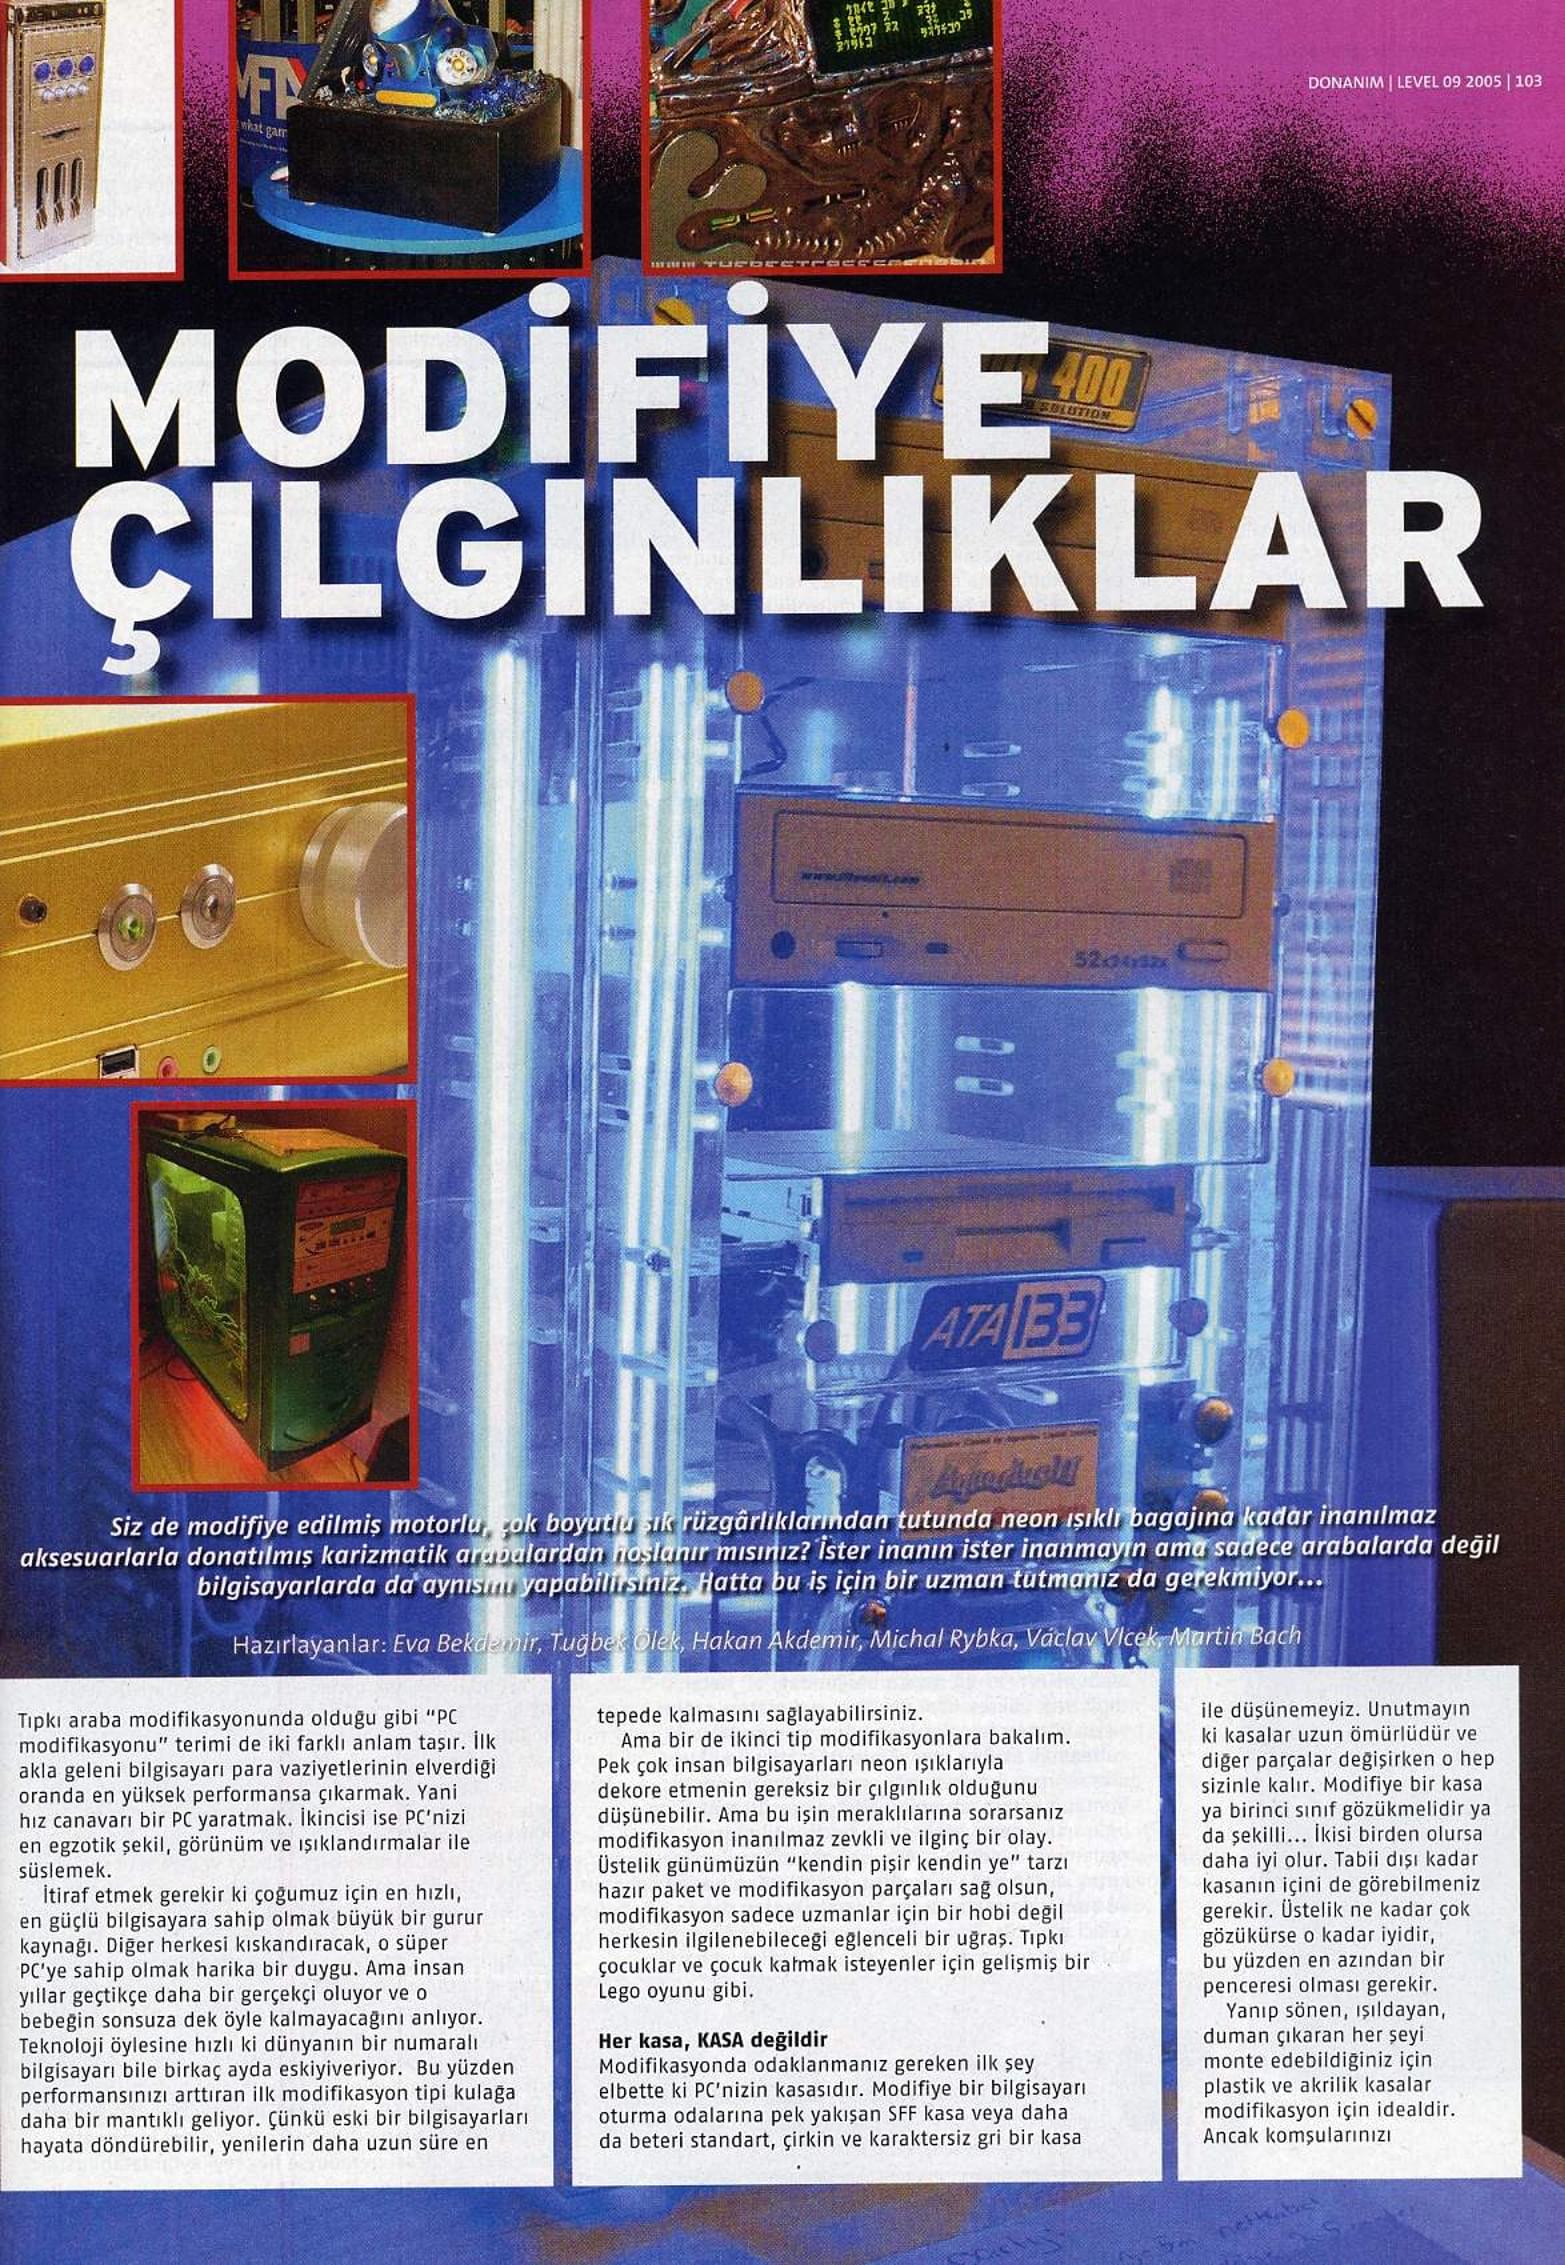 DONANIM | LEVEL 09 2005 | 103
what gam
MODİFİYE
ÇILGINLIKLAR
400
SOLUTION
52x24x52x
ATA 133
Siz de modifiye edilmiş motorlu, çok boyutlu şık rüzgârlıklarından tutunda neon ışıklı bagajına kadar inanılmaz
aksesuarlarla donatılmış karizmatik arabalardan hoşlanır mısınız? İster inanın ister inanmayın ama sadece arabalarda değil
bilgisayarlarda da aynısını yapabilirsiniz. Hatta bu iş için bir uzman tutmanız da gerekmiyor...
Hazırlayanlar: Eva Bekdemir, Tuğbek Ölek, Hakan Akdemir, Michal Rybka, Václav Vlcek, Martin Bach
Tıpkı araba modifikasyonunda olduğu gibi “PC
modifikasyonu” terimi de iki farklı anlam taşır. İlk
akla geleni bilgisayarı para vaziyetlerinin elverdiği
oranda en yüksek performansa çıkarmak. Yani
hız canavarı bir PC yaratmak. İkincisi ise PC'nizi
en egzotik şekil, görünüm ve ışıklandırmalar ile
süslemek.
İtiraf etmek gerekir ki çoğumuz için en hızlı,
en güçlü bilgisayara sahip olmak büyük bir gurur
kaynağı. Diğer herkesi kıskandıracak, o süper
PC'ye sahip olmak harika bir duygu. Ama insan
yıllar geçtikçe daha bir gerçekçi oluyor ve o
bebeğin sonsuza dek öyle kalmayacağını anlıyor.
Teknoloji öylesine hızlı ki dünyanın bir numaralı
bilgisayarı bile birkaç ayda eskiyiveriyor. Bu yüzden
performansınızı arttıran ilk modifikasyon tipi kulağa
daha bir mantıklı geliyor. Çünkü eski bir bilgisayarları
hayata döndürebilir, yenilerin daha uzun süre en
tepede kalmasını sağlayabilirsiniz.
Ama bir de ikinci tip modifikasyonlara bakalım.
Pek çok insan bilgisayarları neon ışıklarıyla
dekore etmenin gereksiz bir çılgınlık olduğunu
düşünebilir. Ama bu işin meraklılarına sorarsanız
modifikasyon inanılmaz zevkli ve ilginç bir olay.
Üstelik günümüzün “kendin pişir kendin ye” tarzı
hazır paket ve modifikasyon parçaları sağ olsun,
modifikasyon sadece uzmanlar için bir hobi değil
herkesin ilgilenebileceği eğlenceli bir uğraş. Tıpkı
çocuklar ve çocuk kalmak isteyenler için gelişmiş bir
Lego oyunu gibi.
Her kasa, KASA değildir
Modifikasyonda odaklanmanız gereken ilk şey
elbette ki PC'nizin kasasıdır. Modifiye bir bilgisayarı
oturma odalarına pek yakışan SFF kasa veya daha
da beteri standart, çirkin ve karaktersiz gri bir kasa
ile düşünemeyiz. Unutmayın
ki kasalar uzun ömürlüdür ve
diğer parçalar değişirken o hep
sizinle kalır. Modifiye bir kasa
ya birinci sınıf gözükmelidir ya
da şekilli... İkisi birden olursa
daha iyi olur. Tabii dışı kadar
kasanın içini de görebilmeniz
gerekir. Üstelik ne kadar çok
gözükürse o kadar iyidir,
bu yüzden en azından bir
penceresi olması gerekir.
Yanıp sönen, ışıldayan,
duman çıkaran her şeyi
monte edebildiğiniz için
plastik ve akrilik kasalar
modifikasyon için idealdir.
Ancak komşularınızı